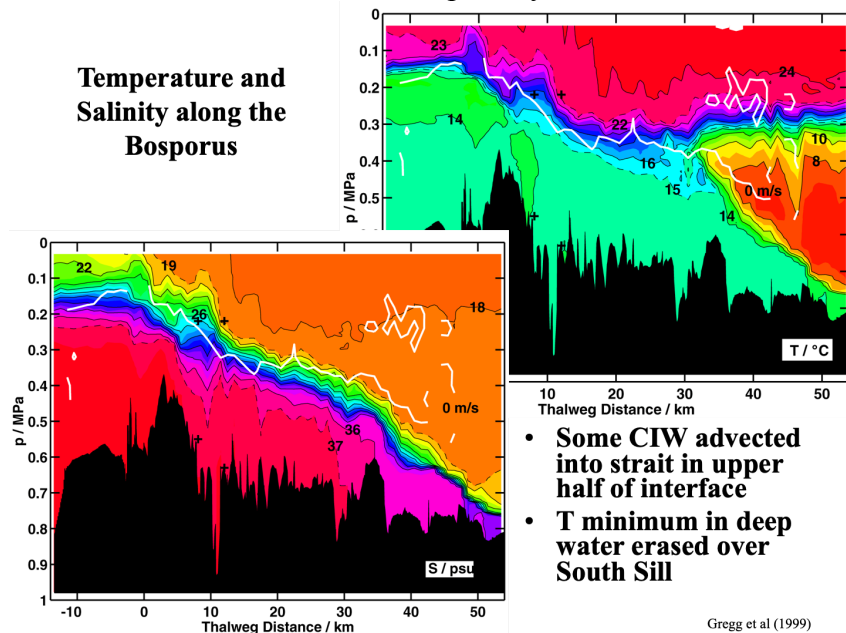 Temperature and
Salinity along the
Bosporus
0
0.1
0.2
0.3
0.4
0.5
p / MPa
23
24
14
22
16
15
14
10
8
0 m/s
T / °C
10
20
30
40
50
Thalweg Distance / km
0
0.1
0.2
0.3
0.4
0.5
0.6
0.7
0.8
0.9
1
p / MPa
22
19
18
26
36
37
0 m/s
S / psu
-10
0
10
20
30
40
50
Thalweg Distance / km
• Some CIW advected
into strait in upper
half of interface
• T minimum in deep
water erased over
South Sill
Gregg et al (1999)